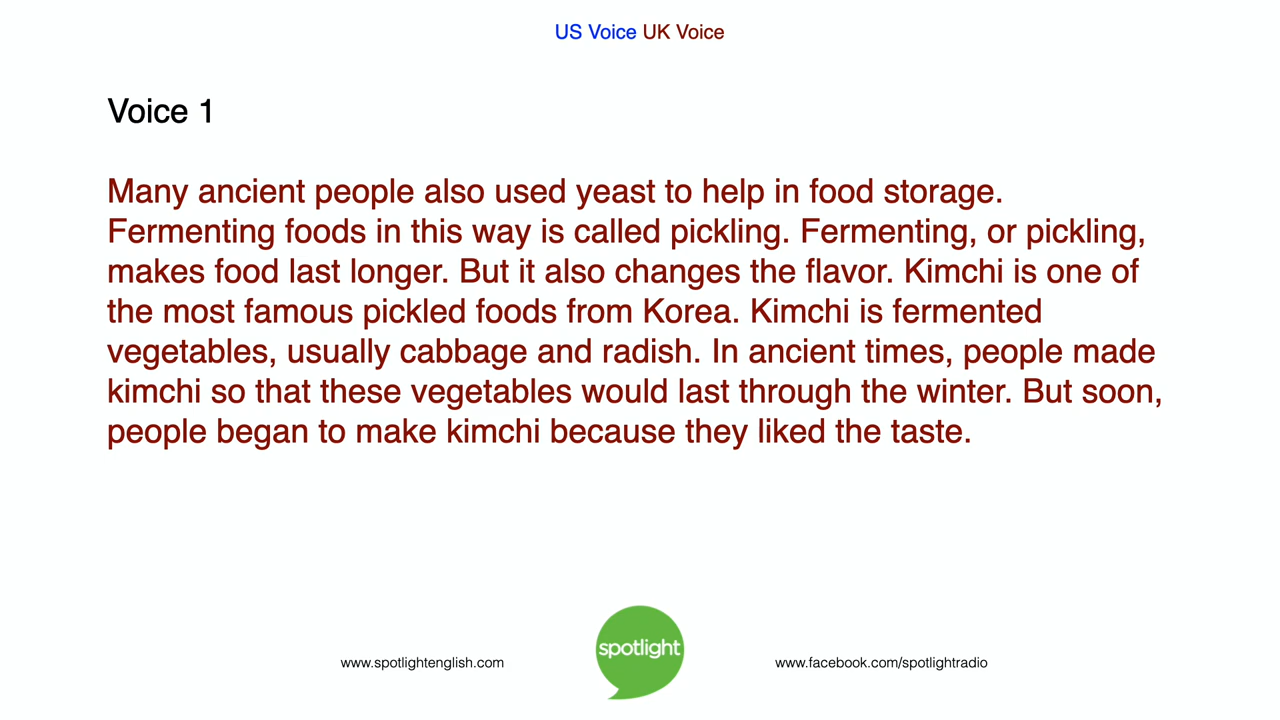 US Voice UK Voice
Voice 1
Many ancient people also used yeast to help in food storage.
Fermenting foods in this way is called pickling. Fermenting, or pickling,
makes food last longer. But it also changes the flavor. Kimchi is one of
the most famous pickled foods from Korea. Kimchi is fermented
vegetables, usually cabbage and radish. In ancient times, people made
kimchi so that these vegetables would last through the winter. But soon,
people began to make kimchi because they liked the taste.
spotlight
www.spotlightenglish.com
www.facebook.com/spotlightradio